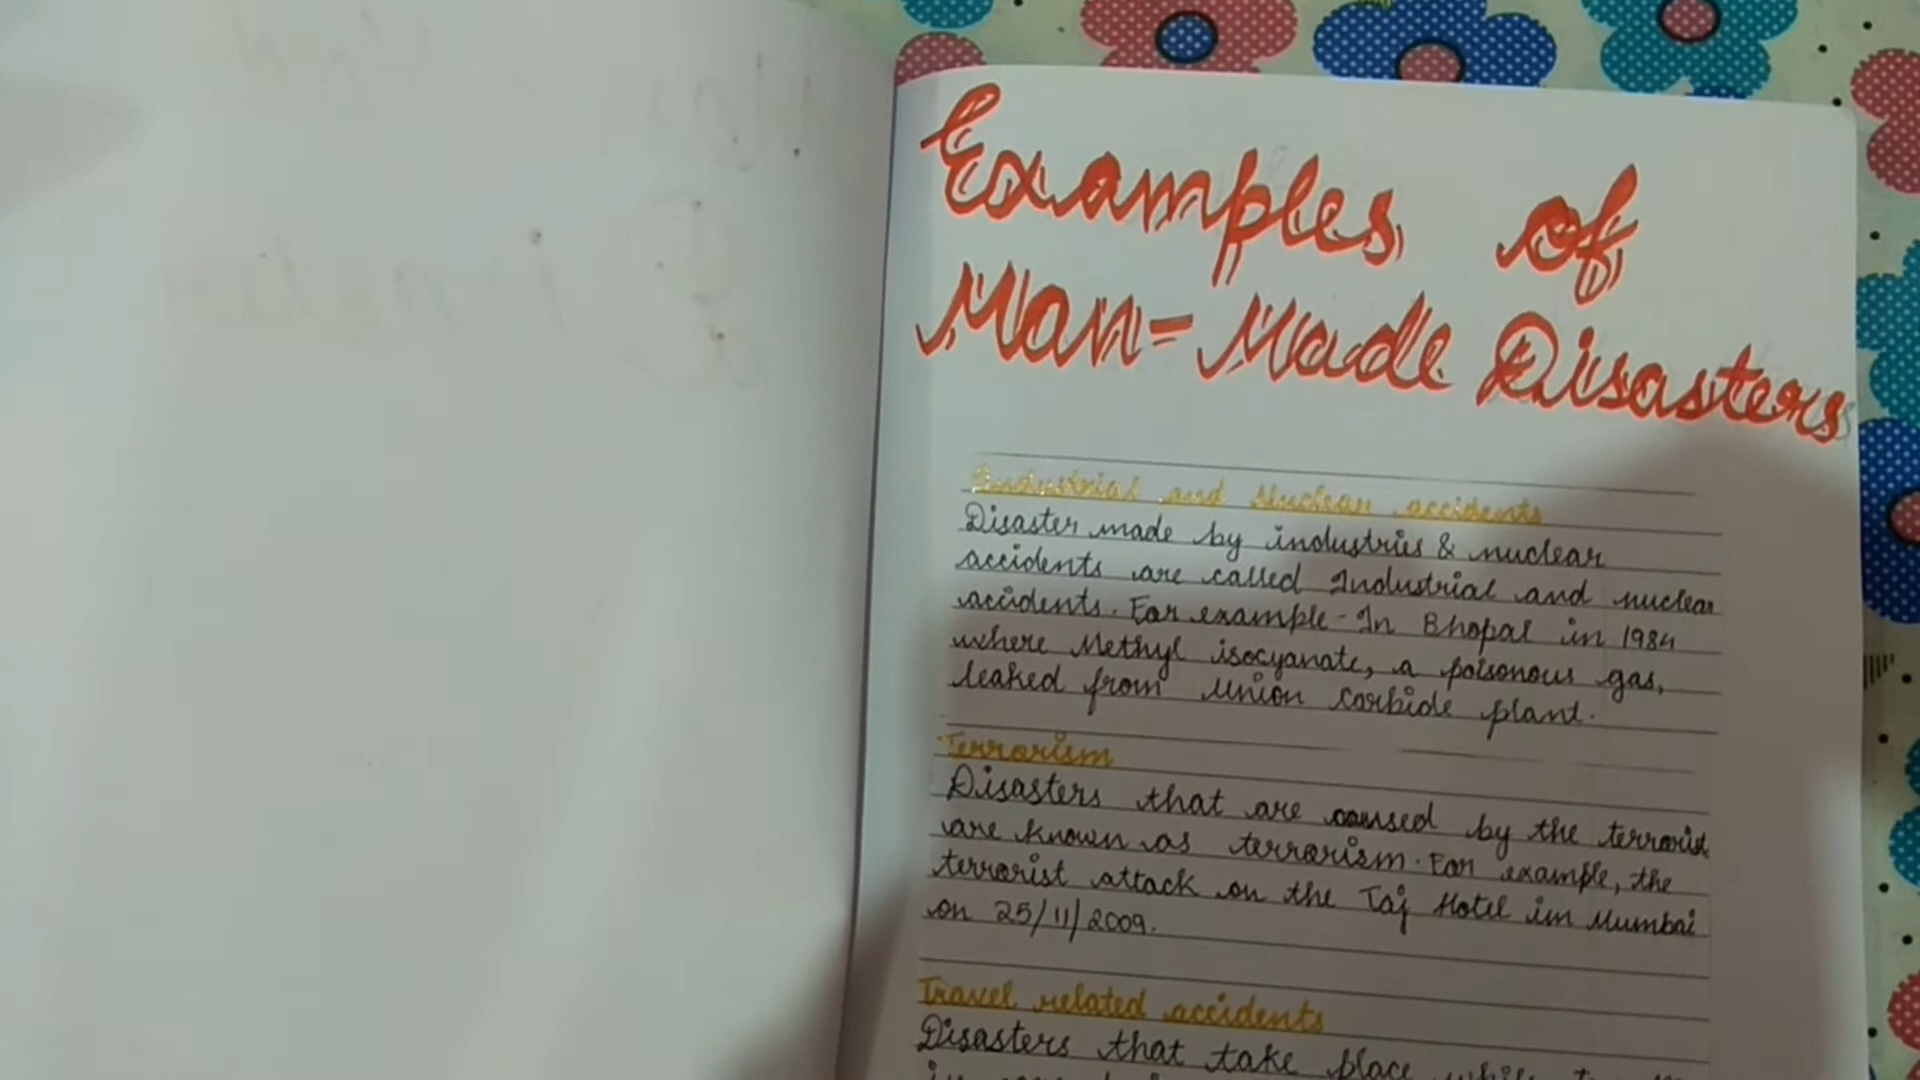 Examples of
Man-Made Disasters
Industrial and Nuclear accidents
Disaster made by industries & nuclear
accidents are called Industrial and nuclear
accidents. For example - In Bhopal in 1984
where Methyl isocyanate, a poisonous gas,
leaked from Union Carbide plant.
Terrorism
Disasters that are caused by the terrorist
are known as terrorism. For example, the
terrorist attack on the Taj Hotel in Mumbai
on 25/11/2009.
Travel related accidents
Disasters that take place while